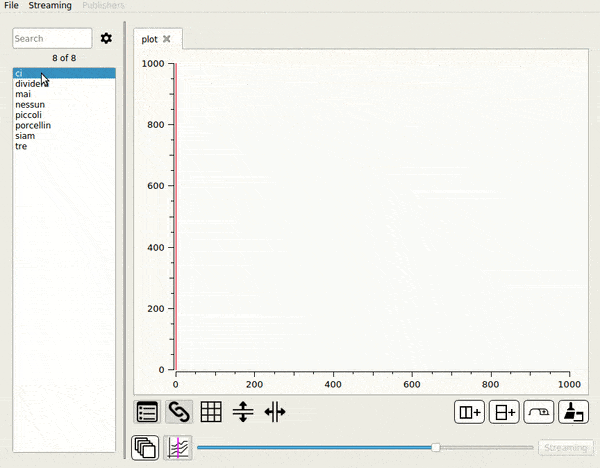 File Streaming Publishers
Search
8 of 8
ci
dividerà
mai
nessun
piccoli
porcellin
siam
tre
plot
1000
800
600
400
200
0
0 200 400 600 800 1000
Streaming